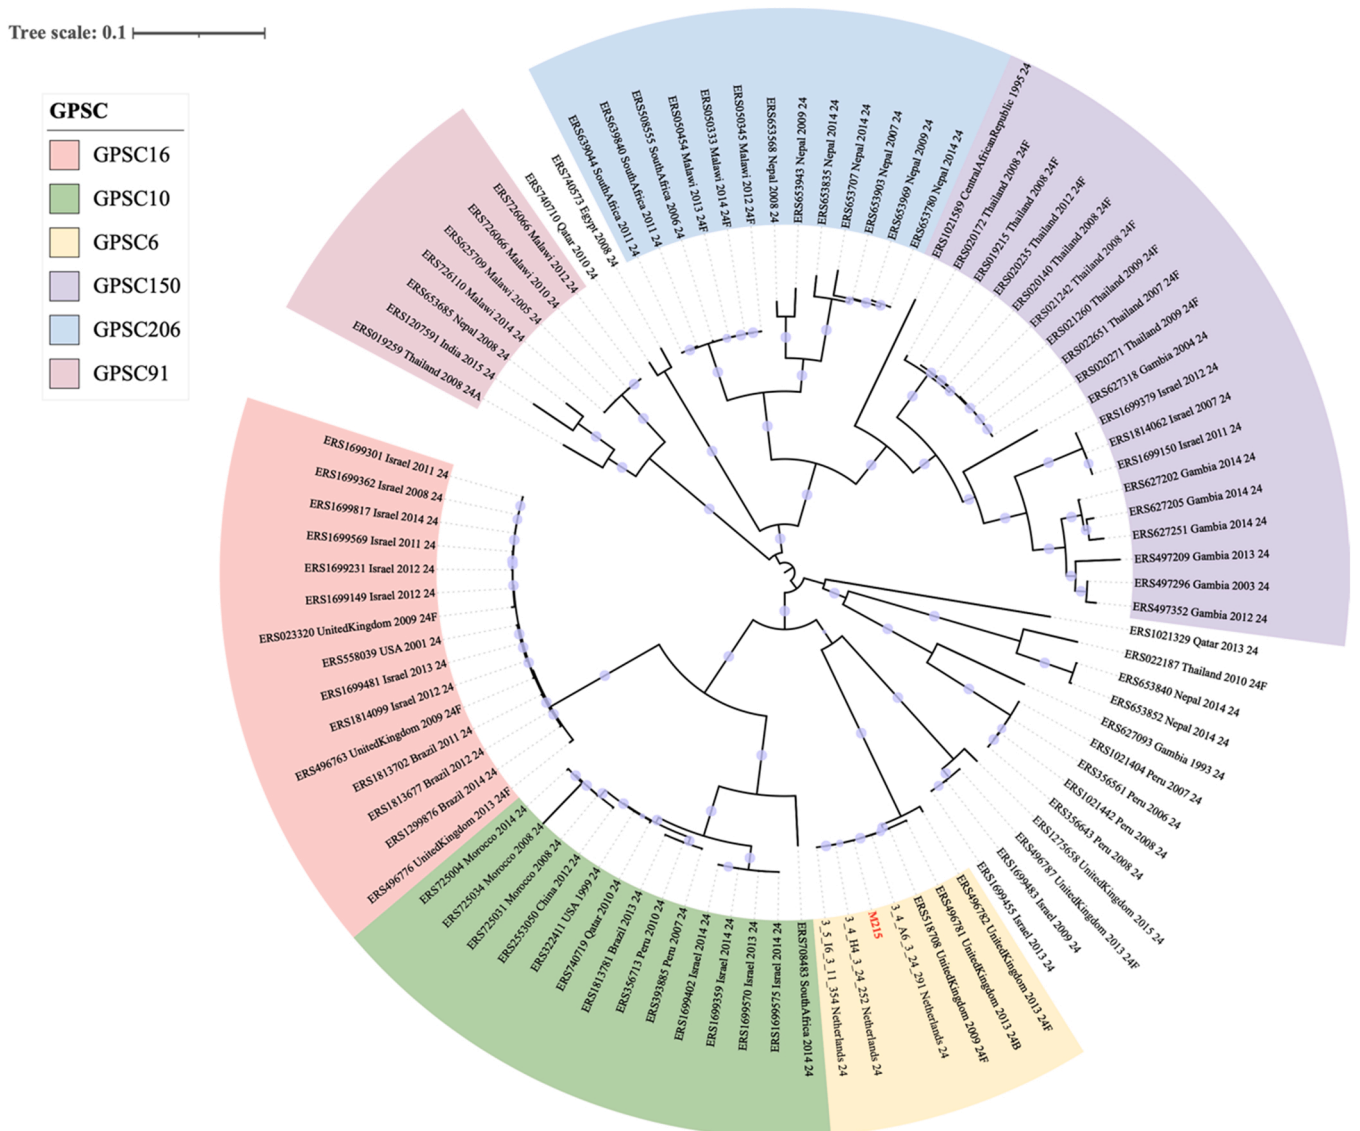 Tree scale: 0.1
GPSC
GPSC16
GPSC10
GPSC6
GPSC150
GPSC206
GPSC91
ERS019259 Thailand 2008 24A
ERS1207591 India 2015 24
ERS653685 Nepal 2008 24
ERS726110 Malawi 2014 24
ERS625709 Malawi 2005 24
ERS726066 Malawi 2010 24
ERS726066 Malawi 2012 24
ERS740710 Qatar 2010 24
ERS740573 Egypt 2008 24
ERS639044 SouthAfrica 2011 24
ERS639840 SouthAfrica 2011 24
ERS508555 SouthAfrica 2006 24
ERS050454 Malawi 2013 24F
ERS050333 Malawi 2014 24F
ERS050345 Malawi 2012 24F
ERS653568 Nepal 2008 24
ERS653943 Nepal 2009 24
ERS653835 Nepal 2014 24
ERS653707 Nepal 2014 24
ERS653903 Nepal 2007 24
ERS653969 Nepal 2009 24
ERS653780 Nepal 2014 24
ERS1021589 CentralAfricanRepublic 1995 24
ERS020172 Thailand 2008 24F
ERS019215 Thailand 2008 24F
ERS020235 Thailand 2012 24F
ERS020140 Thailand 2008 24F
ERS021242 Thailand 2008 24F
ERS021260 Thailand 2009 24F
ERS022651 Thailand 2007 24F
ERS020271 Thailand 2009 24F
ERS627318 Gambia 2004 24
ERS1699379 Israel 2012 24
ERS1814062 Israel 2007 24
ERS1699150 Israel 2011 24
ERS627202 Gambia 2014 24
ERS627205 Gambia 2014 24
ERS627251 Gambia 2014 24
ERS497209 Gambia 2013 24
ERS497296 Gambia 2003 24
ERS497352 Gambia 2012 24
ERS1021329 Qatar 2013 24
ERS022187 Thailand 2010 24F
ERS653840 Nepal 2014 24
ERS653852 Nepal 2014 24
ERS627093 Gambia 1993 24
ERS1021404 Peru 2007 24
ERS356561 Peru 2006 24
ERS1021442 Peru 2008 24
ERS356643 Peru 2008 24
ERS1275658 UnitedKingdom 2015 24
ERS496787 UnitedKingdom 2013 24F
ERS1699483 Israel 2009 24
ERS1699455 Israel 2013 24
ERS496782 UnitedKingdom 2013 24F
ERS496781 UnitedKingdom 2013 24B
ERS518708 UnitedKingdom 2009 24F
3_4_A6_3_24_291 Netherlands 24
M215
3_4_H4_3_24_252 Netherlands 24
3_5_I6_3_11_354 Netherlands 24
ERS708483 SouthAfrica 2014 24
ERS1699575 Israel 2014 24
ERS1699570 Israel 2013 24
ERS1699359 Israel 2014 24
ERS1699402 Israel 2014 24
ERS393885 Peru 2007 24
ERS356713 Peru 2010 24
ERS1813781 Brazil 2013 24
ERS740719 Qatar 2010 24
ERS322411 USA 1999 24
ERS2553050 China 2012 24
ERS725031 Morocco 2008 24
ERS725034 Morocco 2008 24
ERS725004 Morocco 2014 24
ERS496776 UnitedKingdom 2013 24F
ERS1299876 Brazil 2014 24
ERS1813677 Brazil 2012 24
ERS1813702 Brazil 2011 24
ERS496763 UnitedKingdom 2009 24F
ERS1814099 Israel 2012 24
ERS1699481 Israel 2013 24
ERS558039 USA 2001 24
ERS023320 UnitedKingdom 2009 24F
ERS1699149 Israel 2012 24
ERS1699231 Israel 2012 24
ERS1699569 Israel 2011 24
ERS1699817 Israel 2014 24
ERS1699362 Israel 2008 24
ERS1699301 Israel 2011 24